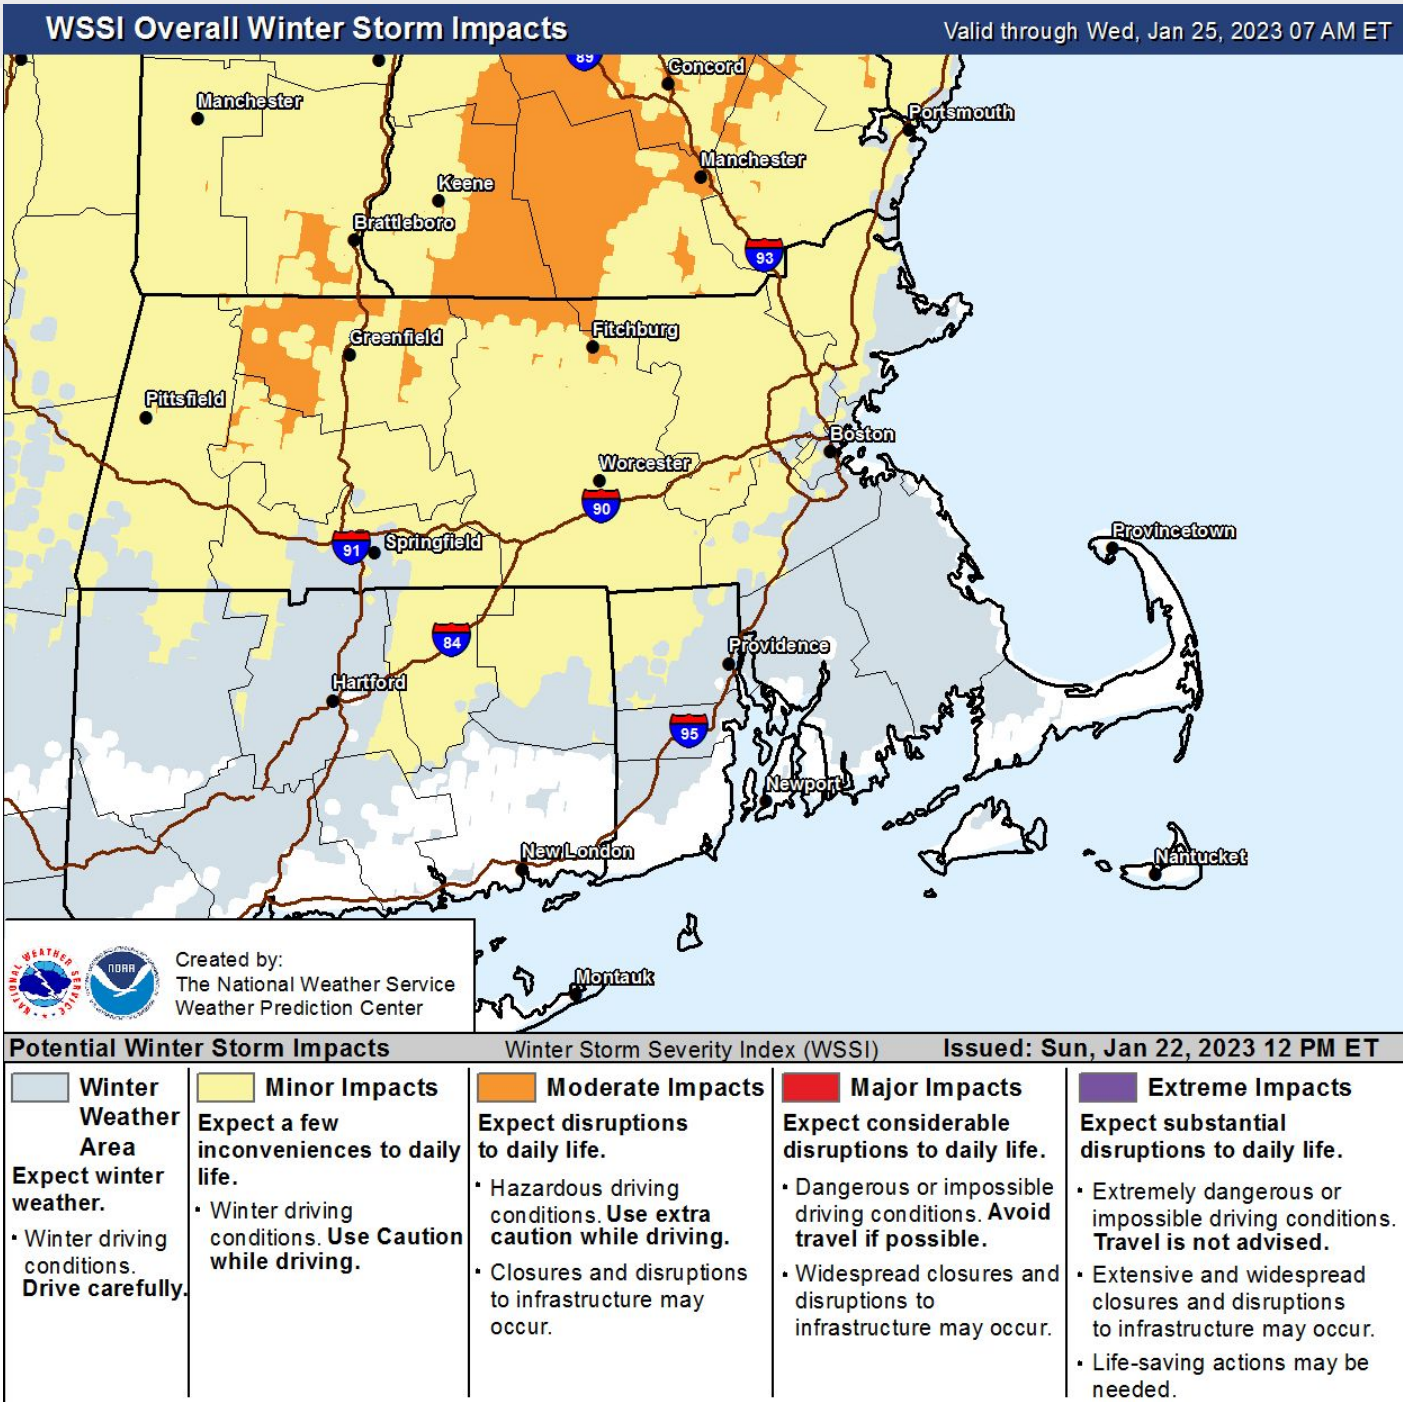 WSSI Overall Winter Storm Impacts
Valid through Wed, Jan 25, 2023 07 AM ET
89
Concord
Manchester
Portsmouth
Manchester
Keene
Brattleboro
93
Greenfield
Fitchburg
Pittsfield
Boston
Worcester
90
Provincetown
91
Springfield
84
Providence
Hartford
95
Newport
New London
Nantucket
Montauk
NATIONAL WEATHER SERVICE
NOAA
Created by:
The National Weather Service
Weather Prediction Center
Potential Winter Storm Impacts
Winter Storm Severity Index (WSSI)
Issued: Sun, Jan 22, 2023 12 PM ET
Winter
Weather
Area
Expect winter
weather.
· Winter driving
conditions.
Drive carefully.
Minor Impacts
Expect a few
inconveniences to daily
life.
· Winter driving
conditions. Use Caution
while driving.
Moderate Impacts
Expect disruptions
to daily life.
· Hazardous driving
conditions. Use extra
caution while driving.
· Closures and disruptions
to infrastructure may
occur.
Major Impacts
Expect considerable
disruptions to daily life.
· Dangerous or impossible
driving conditions. Avoid
travel if possible.
· Widespread closures and
disruptions to
infrastructure may occur.
Extreme Impacts
Expect substantial
disruptions to daily life.
· Extremely dangerous or
impossible driving conditions.
Travel is not advised.
· Extensive and widespread
closures and disruptions
to infrastructure may occur.
· Life-saving actions may be
needed.